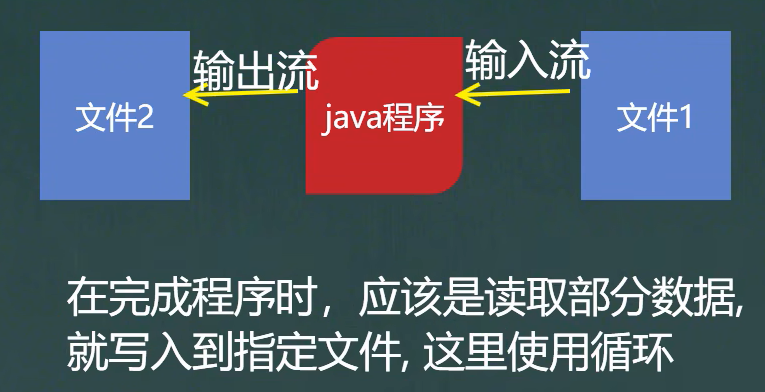 输出流
输入流
文件2
java程序
文件1
在完成程序时，应该是读取部分数据,
就写入到指定文件, 这里使用循环